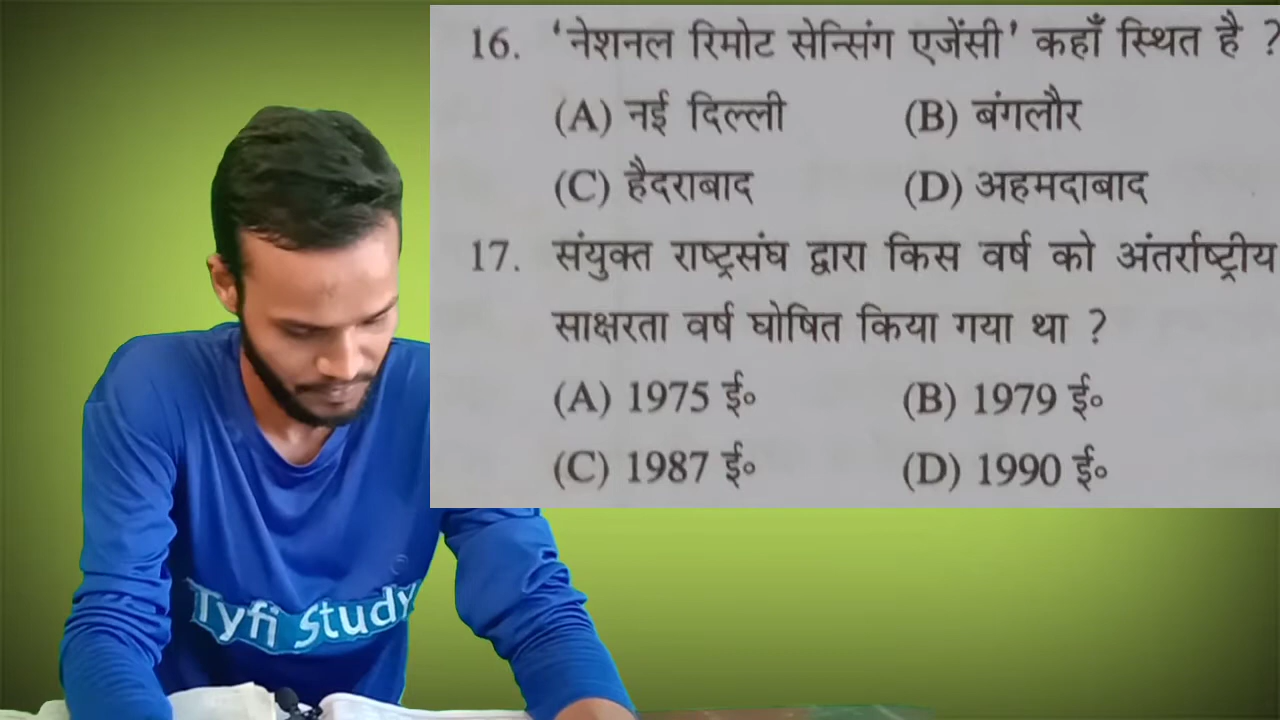 16. ‘नेशनल रिमोट सेन्सिंग एजेंसी’ कहाँ स्थित है ?
(A) नई दिल्ली (B) बंगलौर
(C) हैदराबाद (D) अहमदाबाद
17. संयुक्त राष्ट्रसंघ द्वारा किस वर्ष को अंतर्राष्ट्रीय
साक्षरता वर्ष घोषित किया गया था ?
(A) 1975 ई॰ (B) 1979 ई॰
(C) 1987 ई॰ (D) 1990 ई॰
Tyfi Study